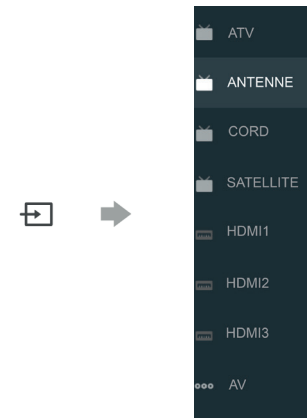 ATV
ANTENNE
CORD
SATELLITE
HDMI1
HDMI2
HDMI3
AV